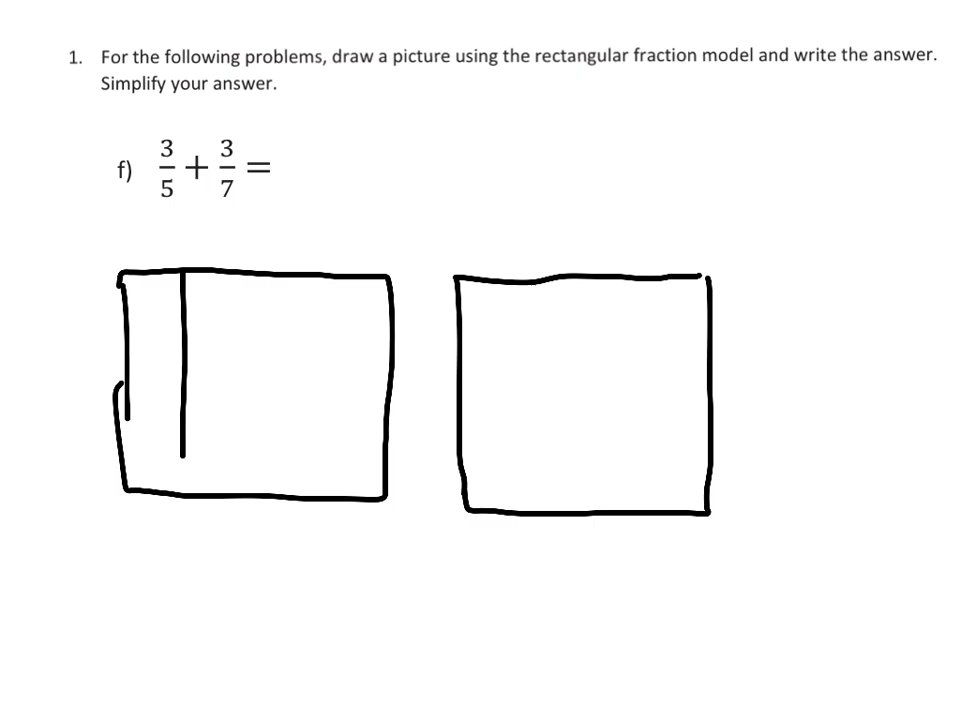 1. For the following problems, draw a picture using the rectangular fraction model and write the answer.
Simplify your answer.
f) 3/5 + 3/7 =